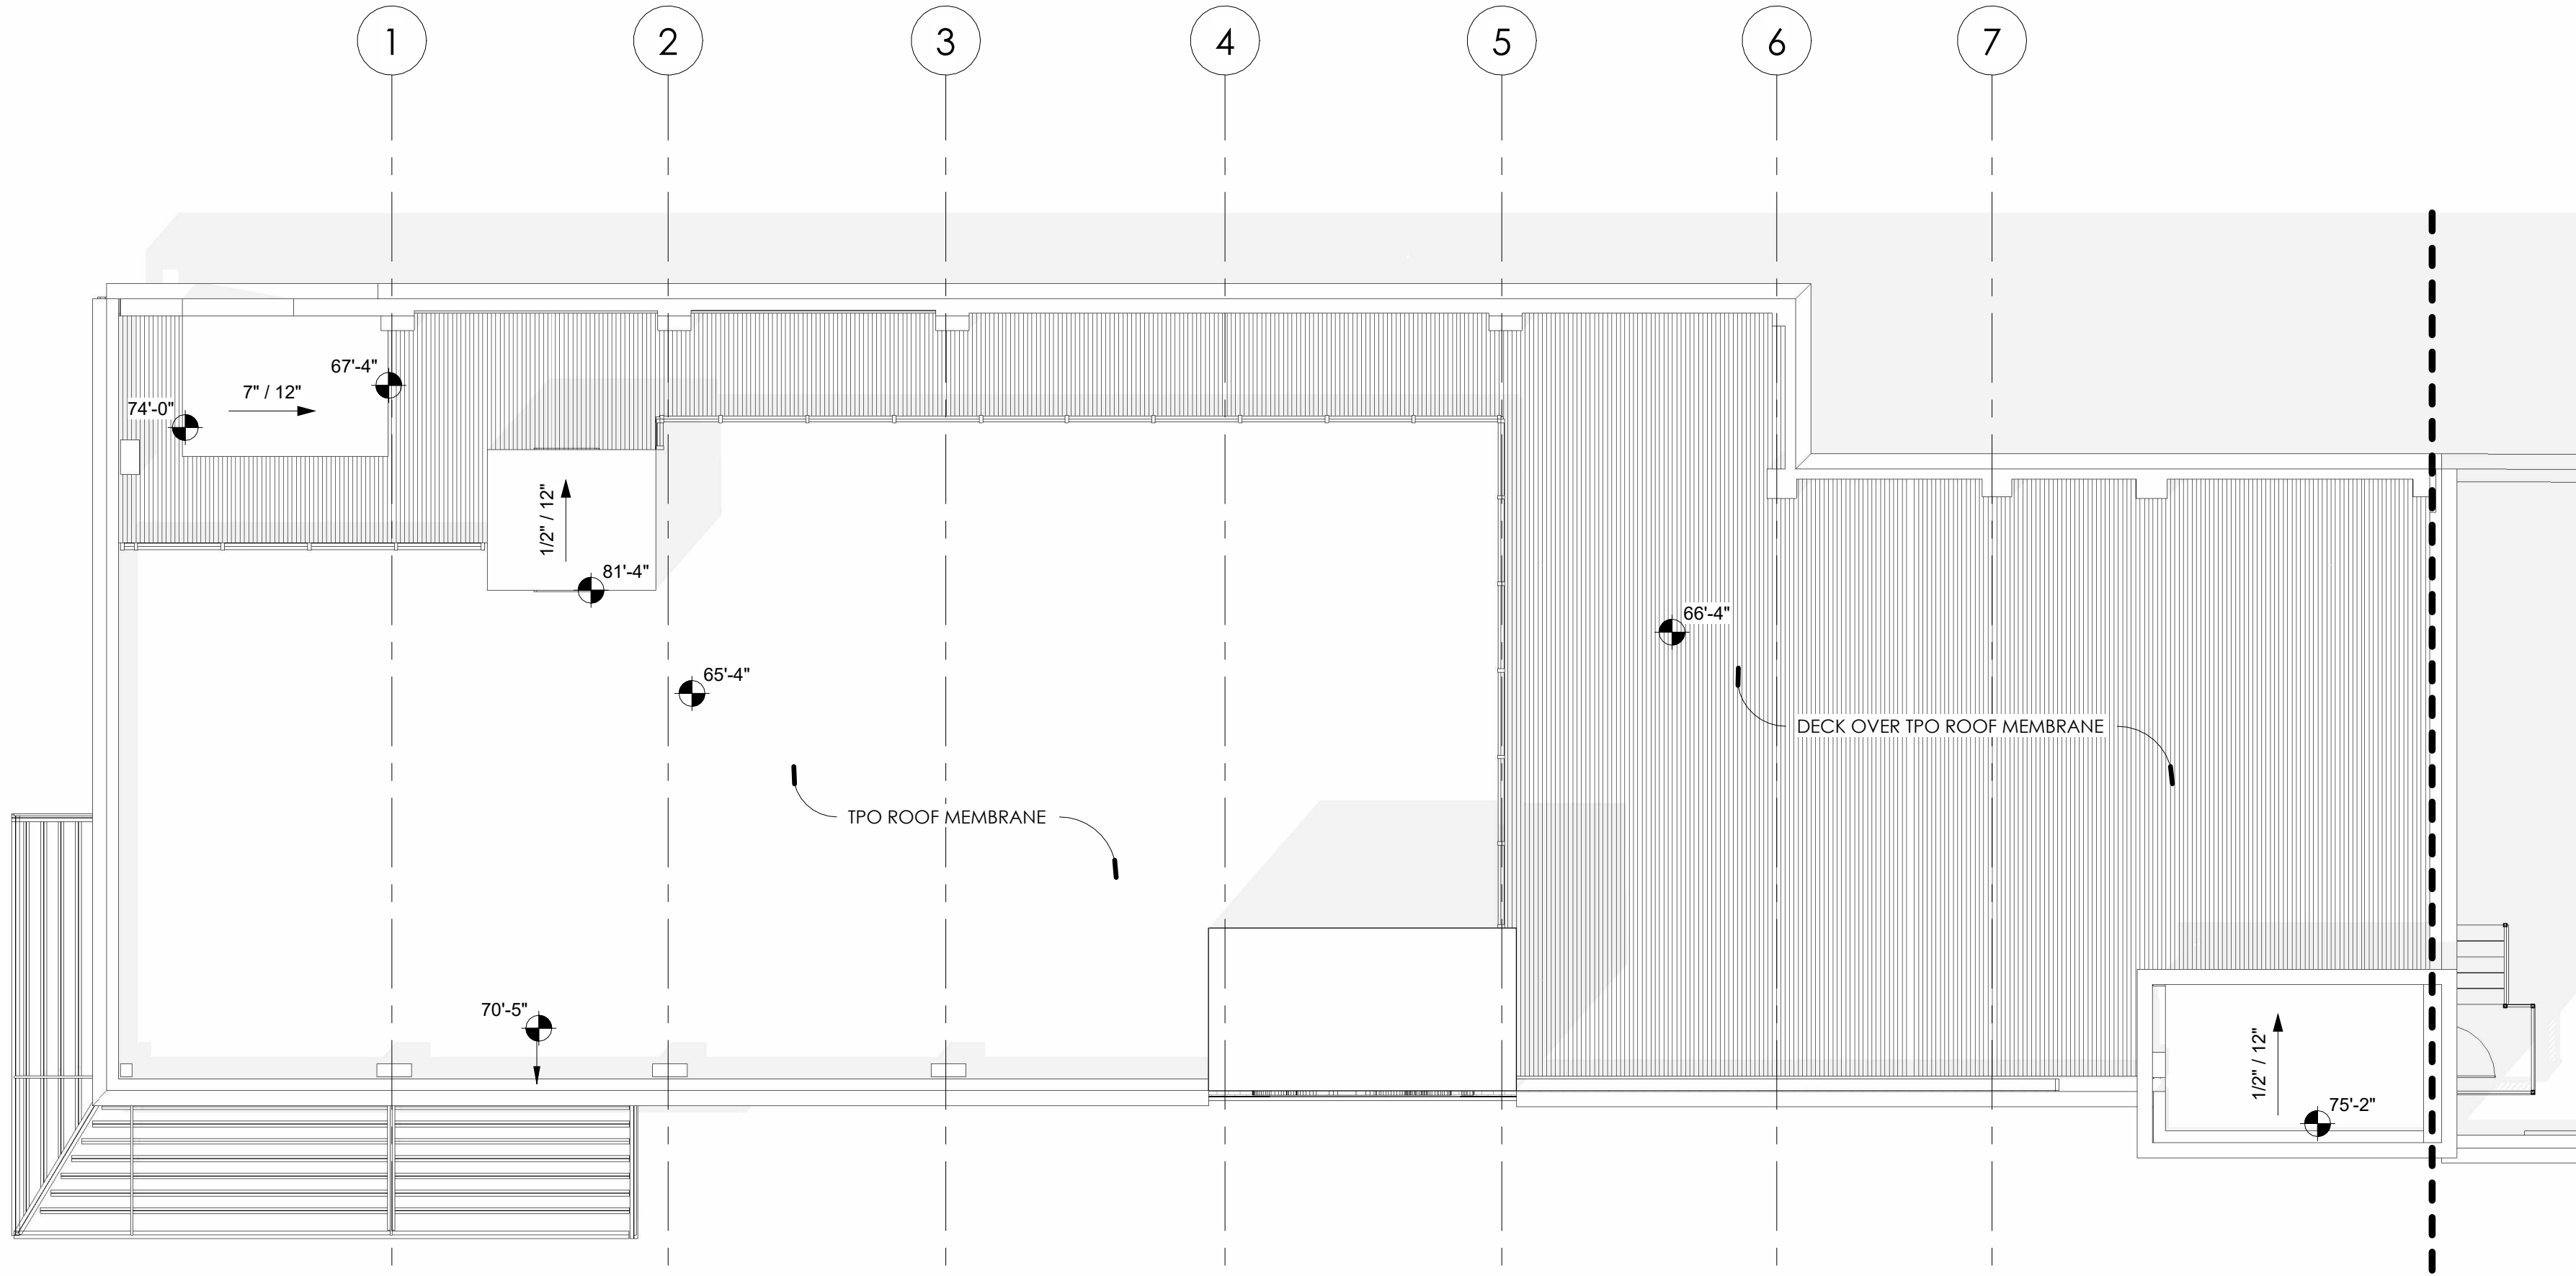 1 2 3 4 5 6 7
67'-4"
7" / 12"
74'-0"
1/2" / 12"
81'-4"
66'-4"
65'-4"
DECK OVER TPO ROOF MEMBRANE
TPO ROOF MEMBRANE
70'-5"
1/2" / 12"
75'-2"